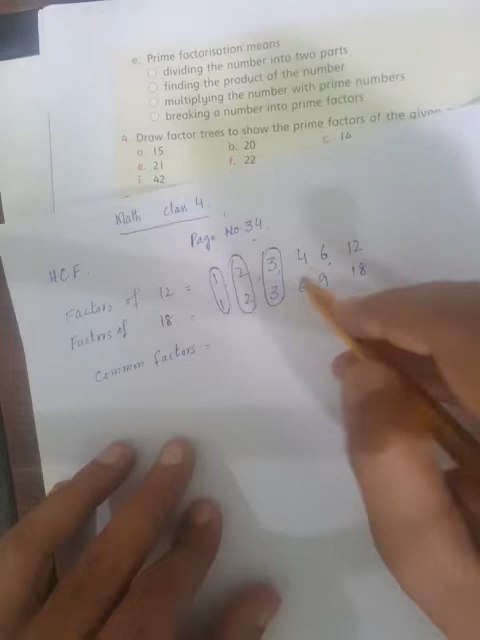 e. Prime factorisation means
dividing the number into two parts
finding the product of the number
multiplying the number with prime numbers
breaking a number into prime factors
4. Draw factor trees to show the prime factors of the given
a. 15 b. 20 c.
e. 21 f. 22
i. 42
Math class 4.
Page No. 34.
HCF.
Factors of 12 = 1, 2, 3, 4 6, 12
Factors of 18 = 1, 2 3 9 18
Common factors =